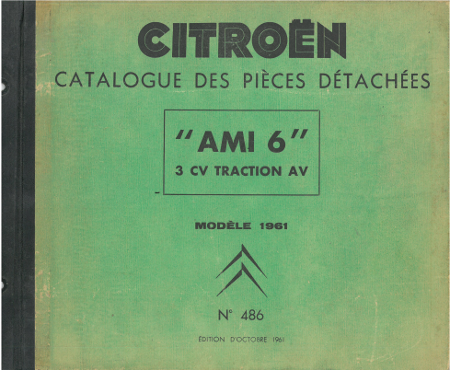 CITROËN
CATALOGUE DES PIÈCES DÉTACHÉES
"AMI 6"
3 CV TRACTION AV
MODÈLE 1961
N° 486
ÉDITION D'OCTOBRE 1961